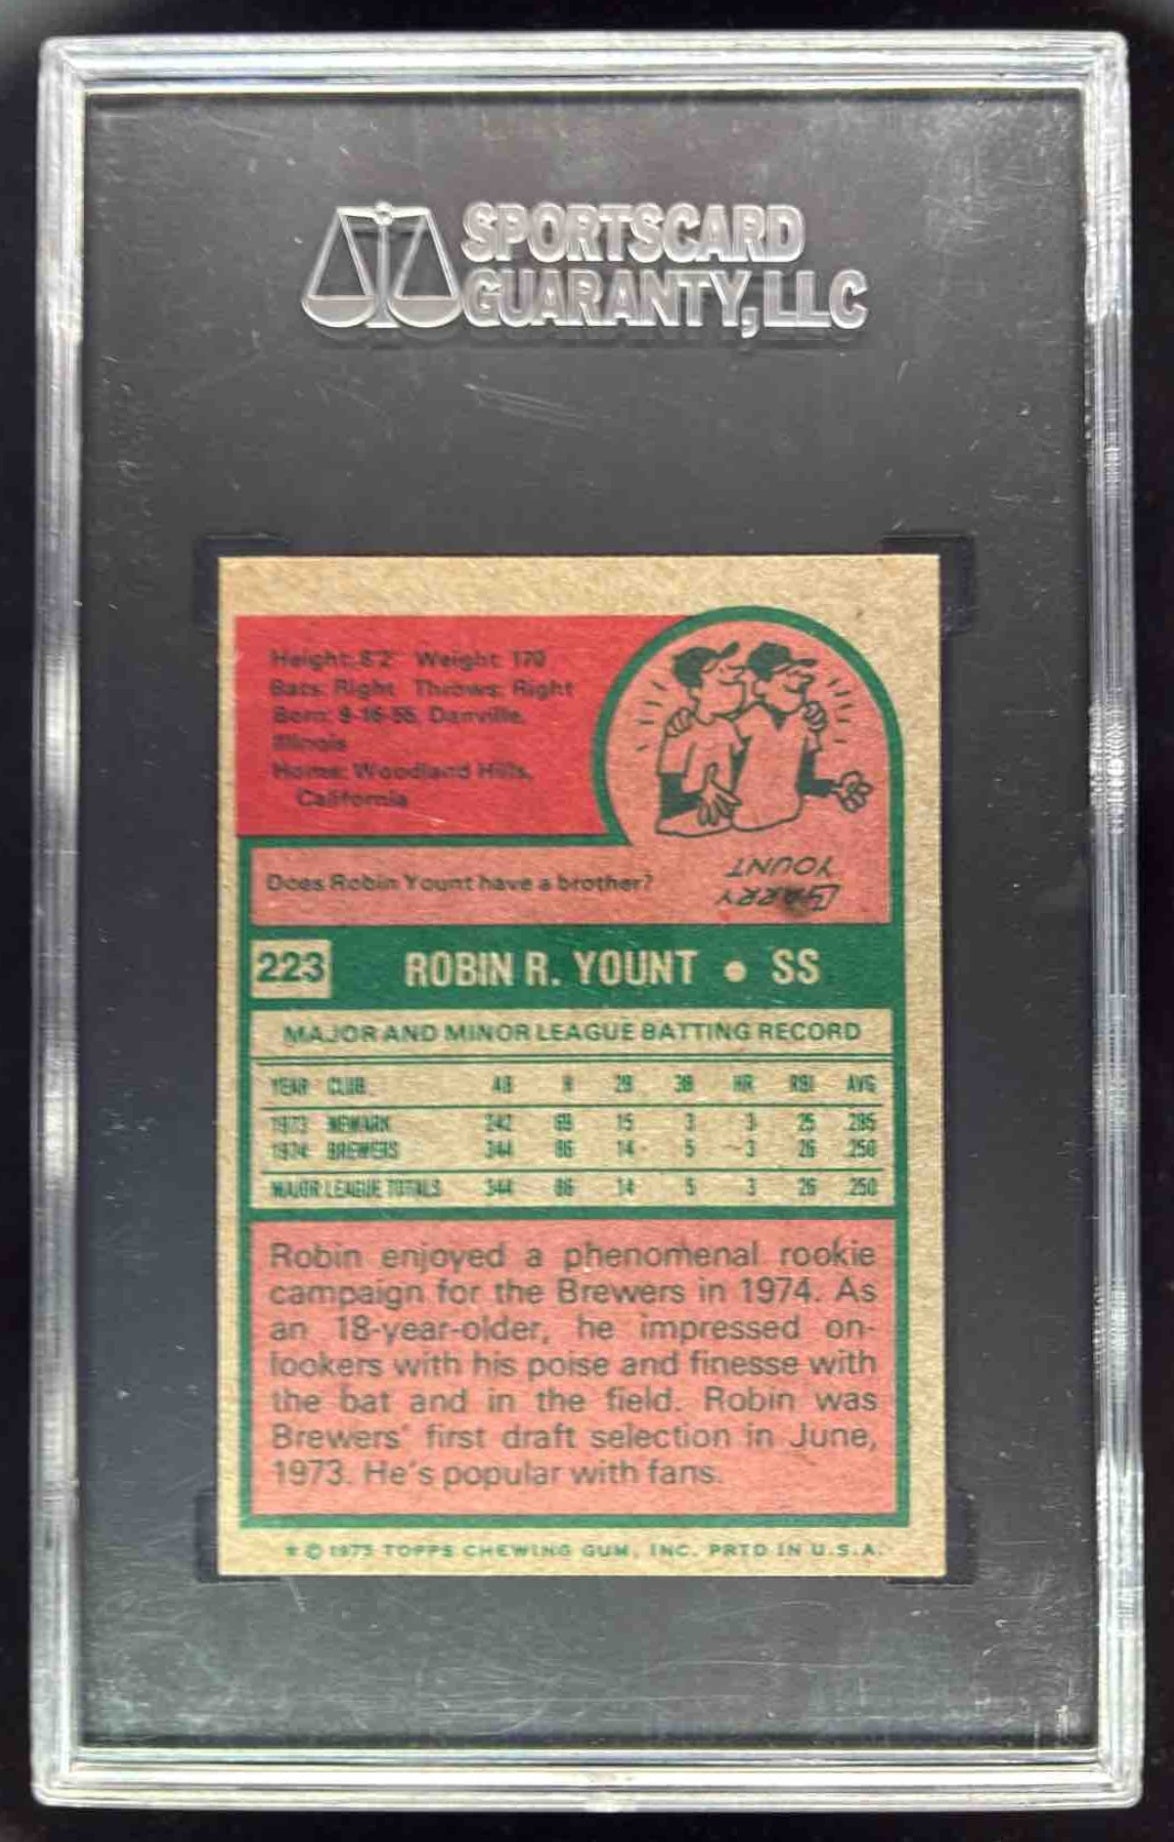 SPORTSCARD
GUARANTY, LLC
Height: 6'2" Weight: 170
Bats: Right Throws: Right
Born: 9-16-55, Danville,
Illinois
Home: Woodland Hills,
California
Does Robin Yount have a brother?
LARRY
YOUNT
223 ROBIN R. YOUNT • SS
MAJOR AND MINOR LEAGUE BATTING RECORD
YEAR CLUB AB H 2B 3B HR RBI AVG
1973 NEWARK 242 69 15 3 3 25 .285
1974 BREWERS 344 86 14 5 3 26 .250
MAJOR LEAGUE TOTALS 344 86 14 5 3 26 .250
Robin enjoyed a phenomenal rookie
campaign for the Brewers in 1974. As
an 18-year-older, he impressed on-
lookers with his poise and finesse with
the bat and in the field. Robin was
Brewers' first draft selection in June,
1973. He's popular with fans.
* © 1975 TOPPS CHEWING GUM, INC. PRTD IN U.S.A.